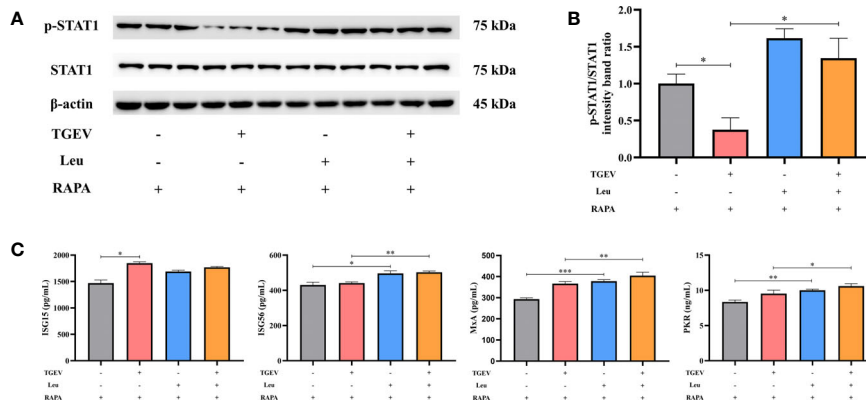 A
p-STAT1 75 kDa
STAT1 75 kDa
β-actin 45 kDa
TGEV - + - +
Leu - - + +
RAPA + + + +
B
p-STAT1/STAT1
intensity band ratio
2.0
1.5
1.0
0.5
0.0
*
*
TGEV - + - +
Leu - - + +
RAPA + + + +
C
ISG15 (pg/mL)
2000
1500
1000
500
0
*
TGEV - + - +
Leu - - + +
RAPA + + + +
ISG56 (pg/mL)
800
600
400
200
0
*
**
TGEV - + - +
Leu - - + +
RAPA + + + +
MxA (pg/mL)
600
500
400
300
200
100
0
***
**
TGEV - + - +
Leu - - + +
RAPA + + + +
PKR (ng/mL)
20
15
10
5
0
**
*
TGEV - + - +
Leu - - + +
RAPA + + + +